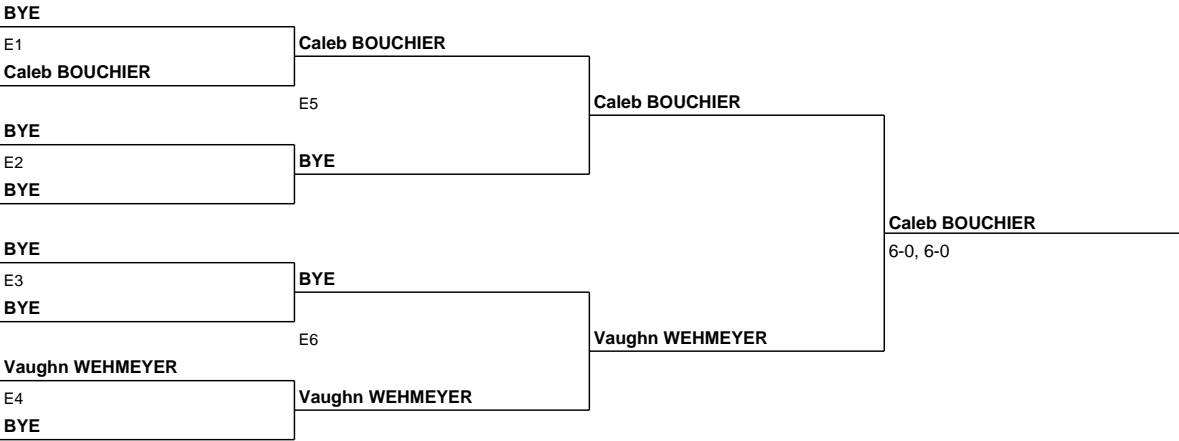 BYE
E1
Caleb BOUCHIER
Caleb BOUCHIER
E5
Caleb BOUCHIER
BYE
E2
BYE
BYE
Caleb BOUCHIER
6-0, 6-0
BYE
E3
BYE
BYE
E6
Vaughn WEHMEYER
Vaughn WEHMEYER
E4
Vaughn WEHMEYER
BYE